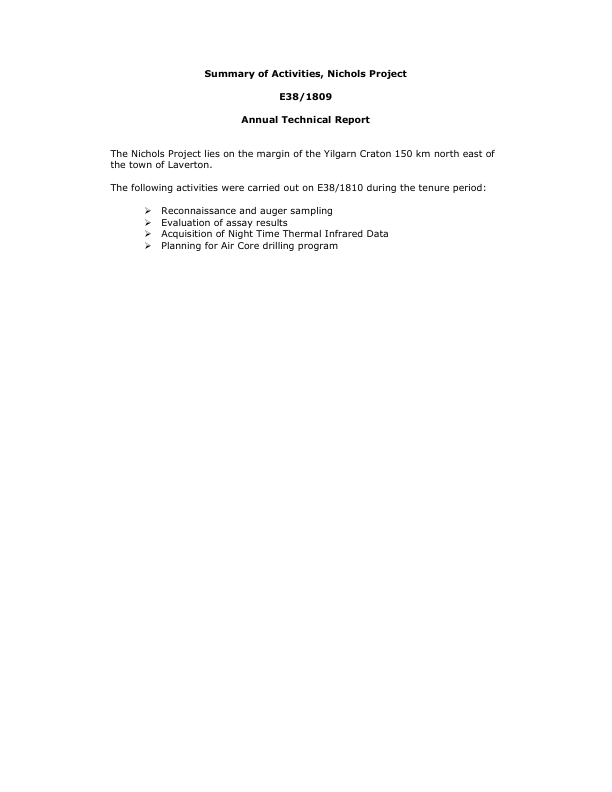 Summary of Activities, Nichols Project
E38/1809
Annual Technical Report
The Nichols Project lies on the margin of the Yilgarn Craton 150 km north east of
the town of Laverton.
The following activities were carried out on E38/1810 during the tenure period:
➢ Reconnaissance and auger sampling
➢ Evaluation of assay results
➢ Acquisition of Night Time Thermal Infrared Data
➢ Planning for Air Core drilling program